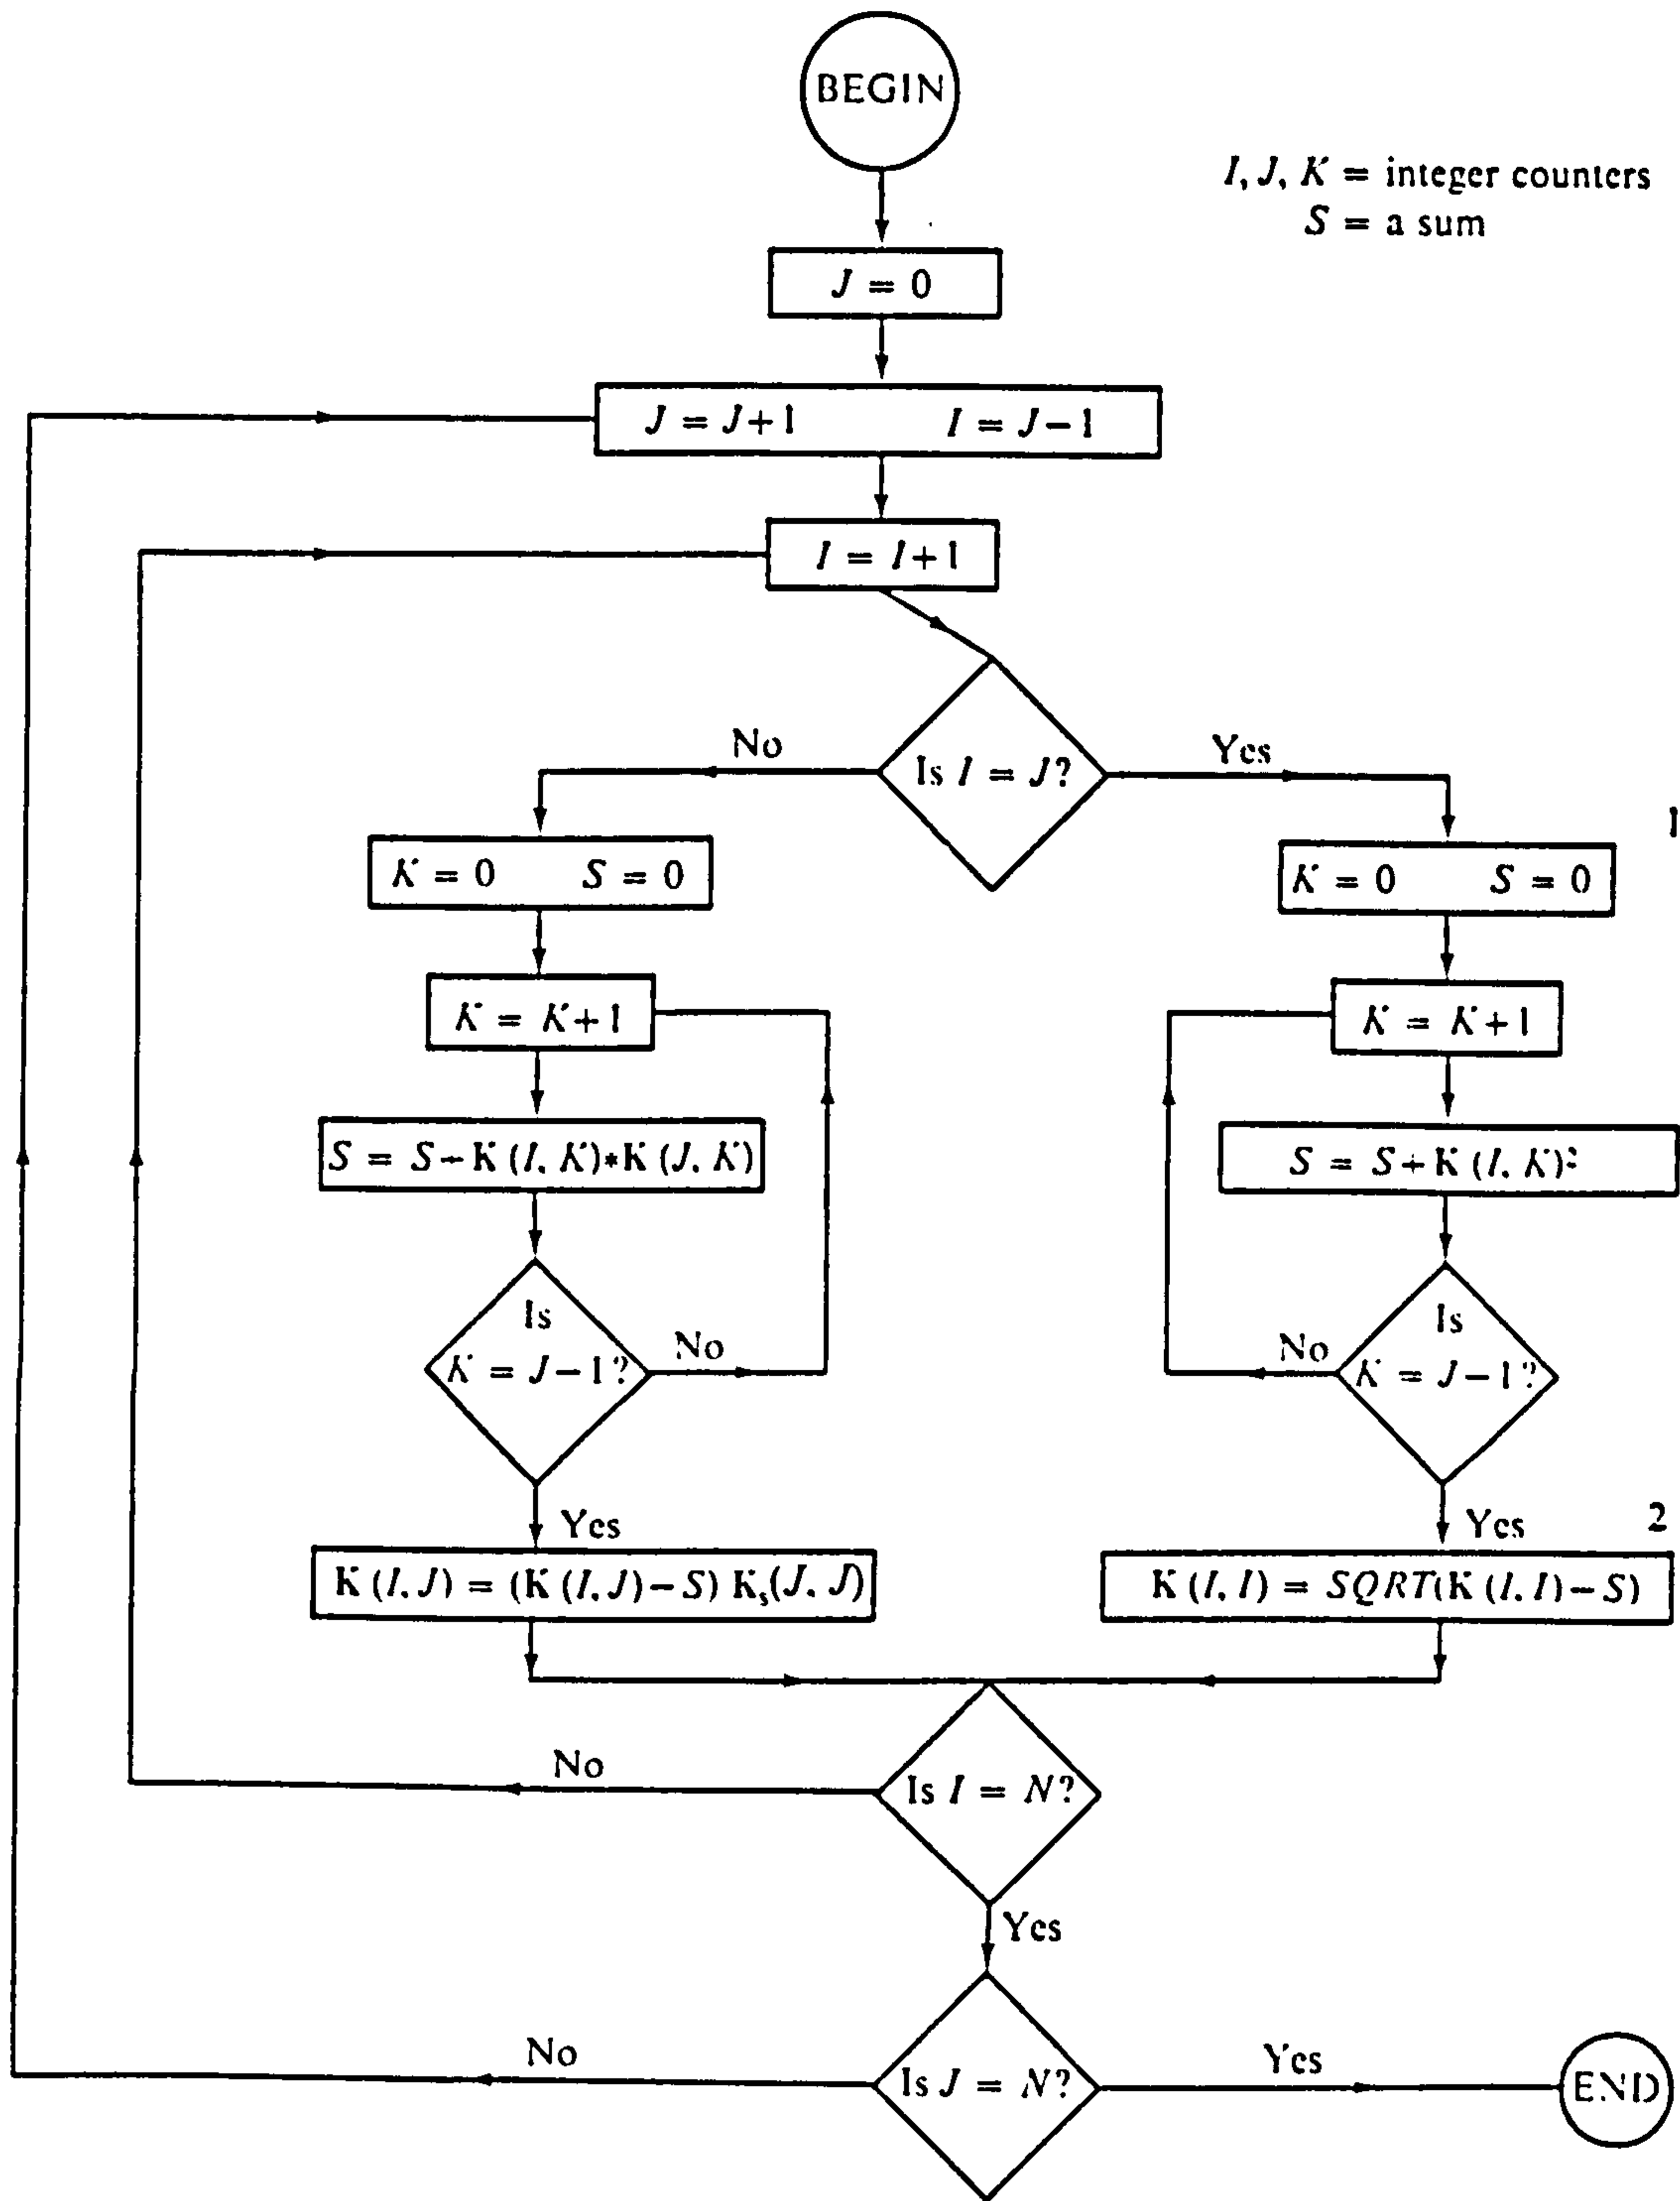 BEGIN
I, J, K = integer counters
S = a sum
J = 0
J = J+1 I = J−1
I = I+1
Is I = J?
No
Yes
1
K = 0 S = 0
K = 0 S = 0
K = K+1
K = K+1
S = S+K (I, K)*K (J, K)
S = S+K (I, K)²
Is
K = J−1?
No
Is
K = J−1?
No
Yes
Yes
2
K (I, J) = (K (I, J)−S) K_s(J, J)
K (I, I) = SQRT(K (I, I)−S)
Is I = N?
No
Yes
Is J = N?
No
Yes
END